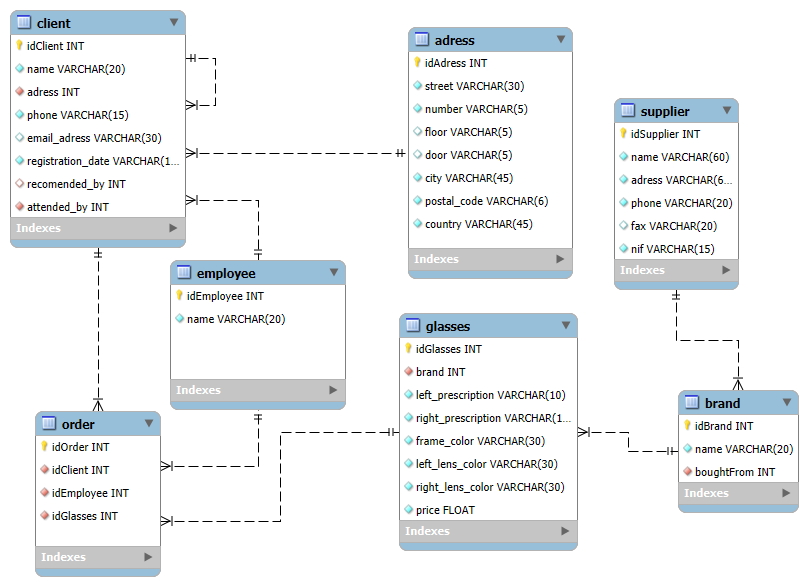 client
idClient INT
name VARCHAR(20)
adress INT
phone VARCHAR(15)
email_adress VARCHAR(30)
registration_date VARCHAR(1...
recomended_by INT
attended_by INT
Indexes
adress
idAdress INT
street VARCHAR(30)
number VARCHAR(5)
floor VARCHAR(5)
door VARCHAR(5)
city VARCHAR(45)
postal_code VARCHAR(6)
country VARCHAR(45)
Indexes
supplier
idSupplier INT
name VARCHAR(60)
adress VARCHAR(6...
phone VARCHAR(20)
fax VARCHAR(20)
nif VARCHAR(15)
Indexes
employee
idEmployee INT
name VARCHAR(20)
Indexes
glasses
idGlasses INT
brand INT
left_prescription VARCHAR(10)
right_prescription VARCHAR(1...
frame_color VARCHAR(30)
left_lens_color VARCHAR(30)
right_lens_color VARCHAR(30)
price FLOAT
Indexes
brand
idBrand INT
name VARCHAR(20)
boughtFrom INT
Indexes
order
idOrder INT
idClient INT
idEmployee INT
idGlasses INT
Indexes